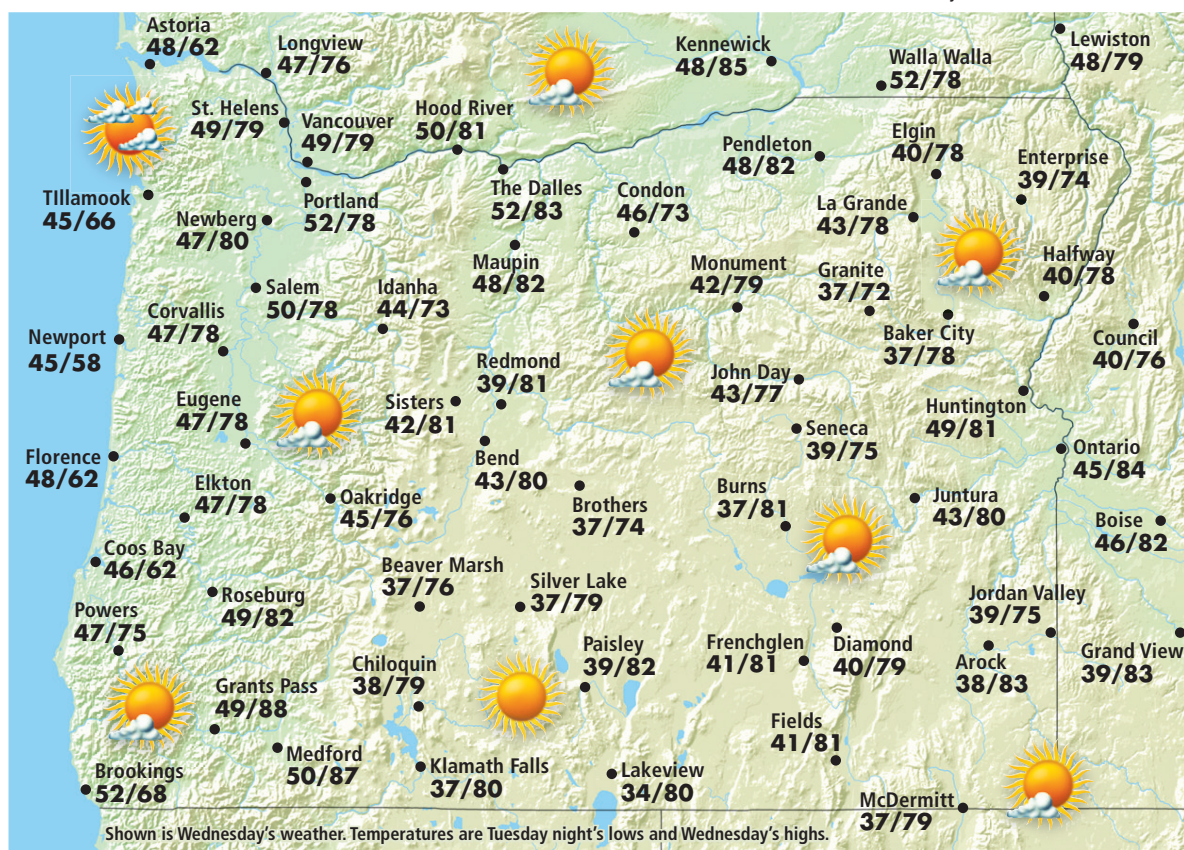 Astoria
48/62
Longview
47/76
Kennewick
48/85
Walla Walla
52/78
Lewiston
48/79
St. Helens
49/79
Vancouver
49/79
Hood River
50/81
Pendleton
48/82
Elgin
40/78
Enterprise
39/74
TIllamook
45/66
Newberg
47/80
Portland
52/78
The Dalles
52/83
Condon
46/73
La Grande
43/78
Maupin
48/82
Monument
42/79
Granite
37/72
Halfway
40/78
Salem
50/78
Idanha
44/73
Corvallis
47/78
Newport
45/58
Baker City
37/78
Council
40/76
Redmond
39/81
John Day
43/77
Eugene
47/78
Sisters
42/81
Huntington
49/81
Seneca
39/75
Florence
48/62
Bend
43/80
Ontario
45/84
Elkton
47/78
Oakridge
45/76
Brothers
37/74
Burns
37/81
Juntura
43/80
Boise
46/82
Coos Bay
46/62
Beaver Marsh
37/76
Silver Lake
37/79
Roseburg
49/82
Jordan Valley
39/75
Powers
47/75
Paisley
39/82
Frenchglen
41/81
Diamond
40/79
Arock
38/83
Grand View
39/83
Chiloquin
38/79
Grants Pass
49/88
Fields
41/81
Medford
50/87
Klamath Falls
37/80
Lakeview
34/80
Brookings
52/68
McDermitt
37/79
Shown is Wednesday's weather. Temperatures are Tuesday night's lows and Wednesday's highs.